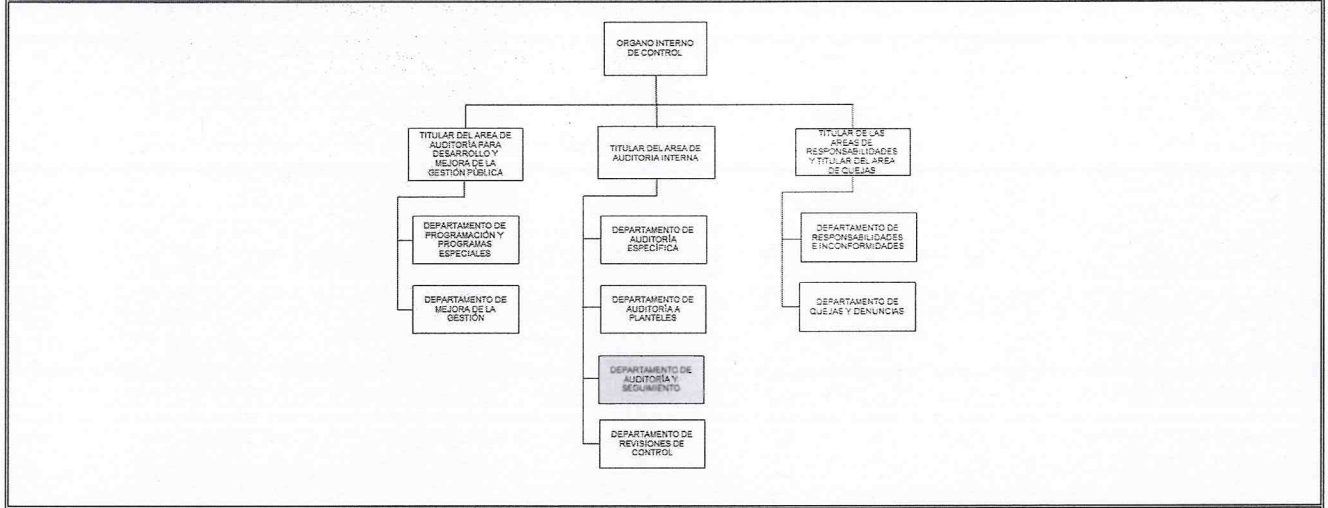 ORGANO INTERNO
DE CONTROL
TITULAR DEL AREA DE
AUDITORÍA PARA
DESARROLLO Y
MEJORA DE LA
GESTIÓN PÚBLICA
TITULAR DEL AREA DE
AUDITORIA INTERNA
TITULAR DE LAS
AREAS DE
RESPONSABILIDADES
Y TITULAR DEL AREA
DE QUEJAS
DEPARTAMENTO DE
PROGRAMACIÓN Y
PROGRAMAS
ESPECIALES
DEPARTAMENTO DE
AUDITORÍA
ESPECÍFICA
DEPARTAMENTO DE
RESPONSABILIDADES
E INCONFORMIDADES
DEPARTAMENTO DE
MEJORA DE LA
GESTIÓN
DEPARTAMENTO DE
AUDITORÍA A
PLANTELES
DEPARTAMENTO DE
QUEJAS Y DENUNCIAS
DEPARTAMENTO DE
AUDITORÍA Y
SEGUIMIENTO
DEPARTAMENTO DE
REVISIONES DE
CONTROL